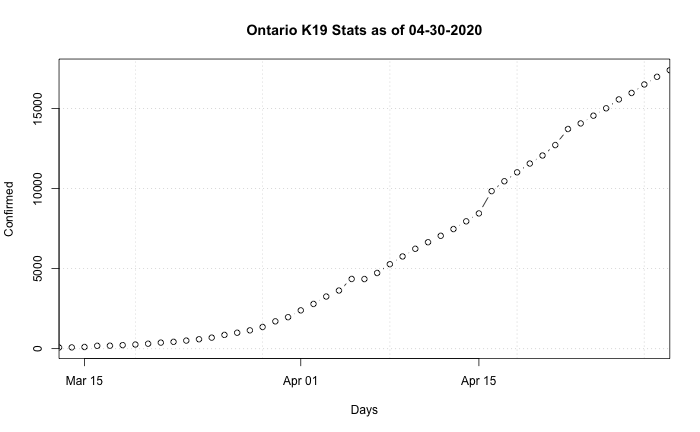 Ontario K19 Stats as of 04-30-2020
Confirmed
15000
10000
5000
0
Mar 15 Apr 01 Apr 15
Days